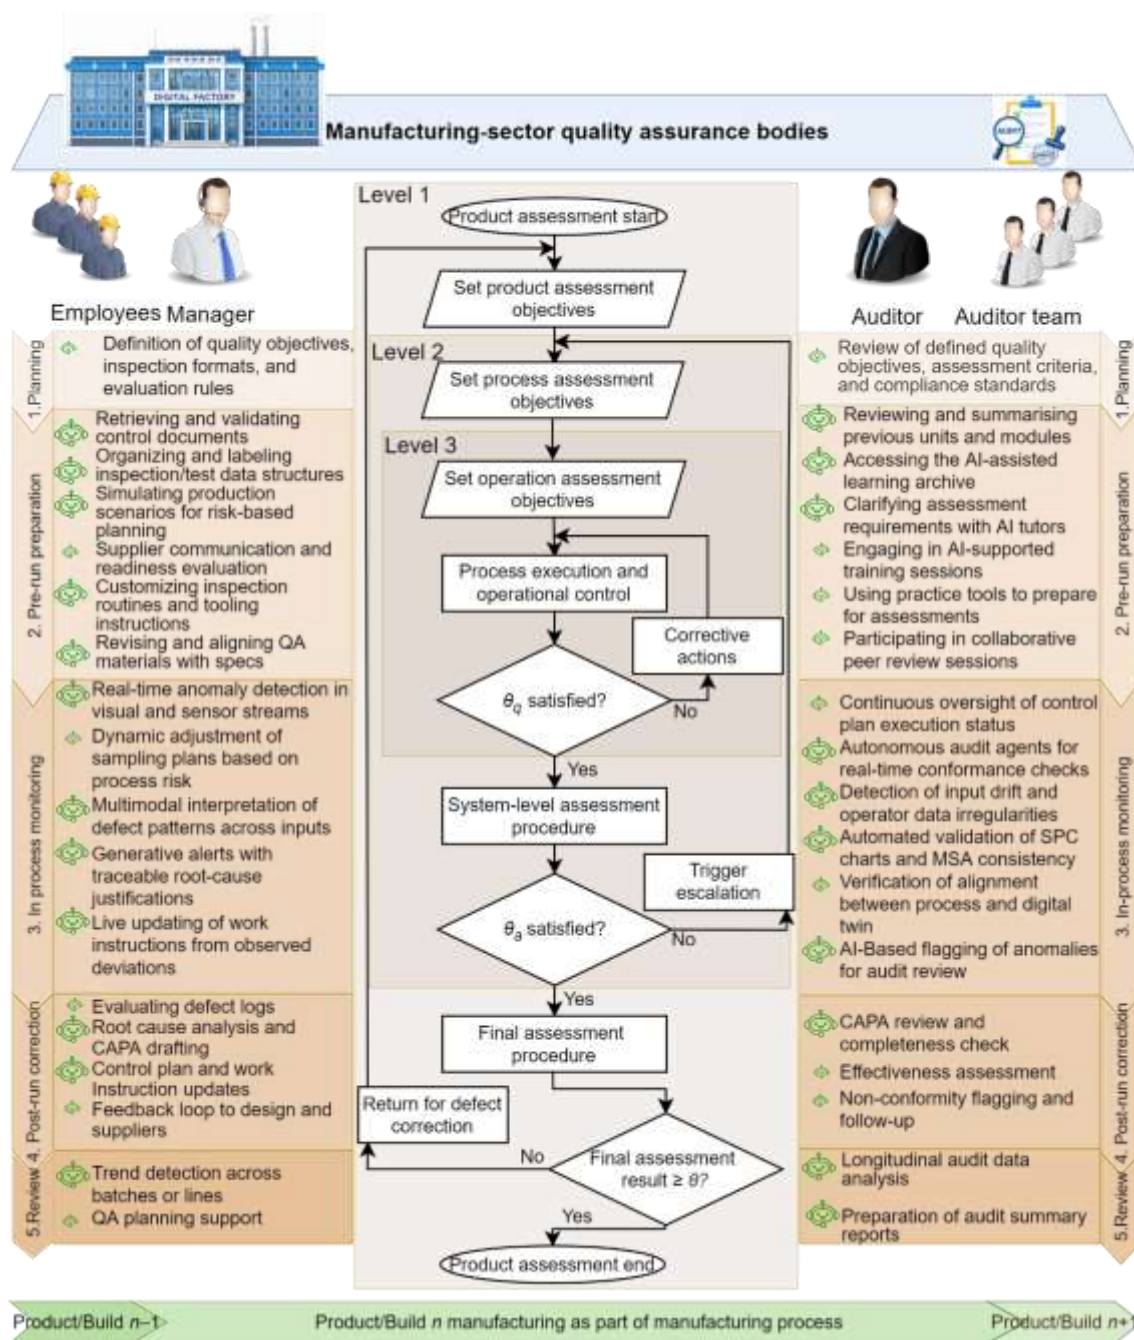 DIGITAL FACTORY
Manufacturing-sector quality assurance bodies
AUDIT
Employees Manager
Auditor
Auditor team
1.Planning
Definition of quality objectives,
inspection formats, and
evaluation rules
2. Pre-run preparation
Retrieving and validating
control documents
Organizing and labeling
inspection/test data structures
Simulating production
scenarios for risk-based
planning
Supplier communication and
readiness evaluation
Customizing inspection
routines and tooling
instructions
Revising and aligning QA
materials with specs
3. In process monitoring
Real-time anomaly detection in
visual and sensor streams
Dynamic adjustment of
sampling plans based on
process risk
Multimodal interpretation of
defect patterns across inputs
Generative alerts with
traceable root-cause
justifications
Live updating of work
instructions from observed
deviations
4. Post-run correction
Evaluating defect logs
Root cause analysis and
CAPA drafting
Control plan and work
Instruction updates
Feedback loop to design and
suppliers
5.Review
Trend detection across
batches or lines
QA planning support
Level 1
Product assessment start
Set product assessment
objectives
Level 2
Set process assessment
objectives
Level 3
Set operation assessment
objectives
Process execution and
operational control
Corrective
actions
θq satisfied?
No
Yes
System-level assessment
procedure
Trigger
escalation
θa satisfied?
No
Yes
Final assessment
procedure
Return for defect
correction
No
Final assessment
result ≥ θ?
Yes
Product assessment end
1.Planning
Review of defined quality
objectives, assessment criteria,
and compliance standards
2. Pre-run preparation
Reviewing and summarising
previous units and modules
Accessing the AI-assisted
learning archive
Clarifying assessment
requirements with AI tutors
Engaging in AI-supported
training sessions
Using practice tools to prepare
for assessments
Participating in collaborative
peer review sessions
3. In-process monitoring
Continuous oversight of control
plan execution status
Autonomous audit agents for
real-time conformance checks
Detection of input drift and
operator data irregularities
Automated validation of SPC
charts and MSA consistency
Verification of alignment
between process and digital
twin
AI-Based flagging of anomalies
for audit review
4. Post-run correction
CAPA review and
completeness check
Effectiveness assessment
Non-conformity flagging and
follow-up
5.Review
Longitudinal audit data
analysis
Preparation of audit summary
reports
Product/Build n–1
Product/Build n manufacturing as part of manufacturing process
Product/Build n+1